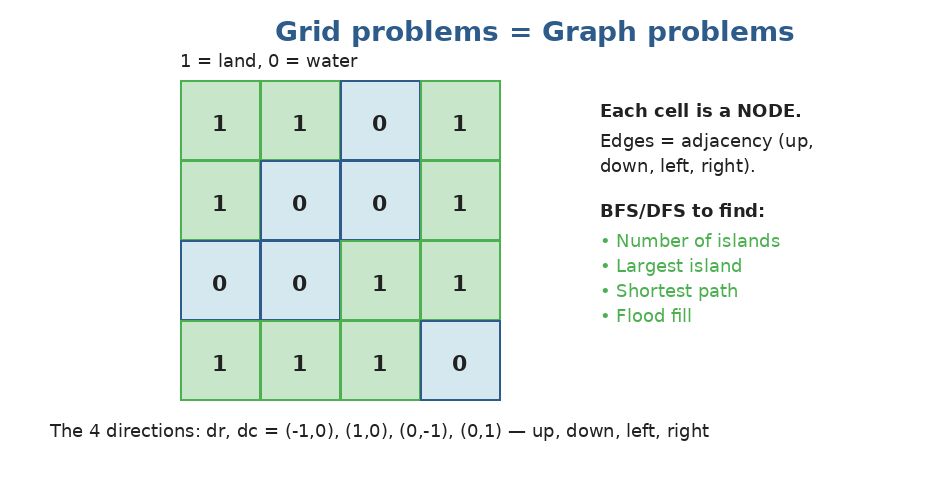 Grid problems = Graph problems
1 = land, 0 = water
1 1 0 1
1 0 0 1
0 0 1 1
1 1 1 0
Each cell is a NODE.
Edges = adjacency (up,
down, left, right).
BFS/DFS to find:
• Number of islands
• Largest island
• Shortest path
• Flood fill
The 4 directions: dr, dc = (-1,0), (1,0), (0,-1), (0,1) — up, down, left, right